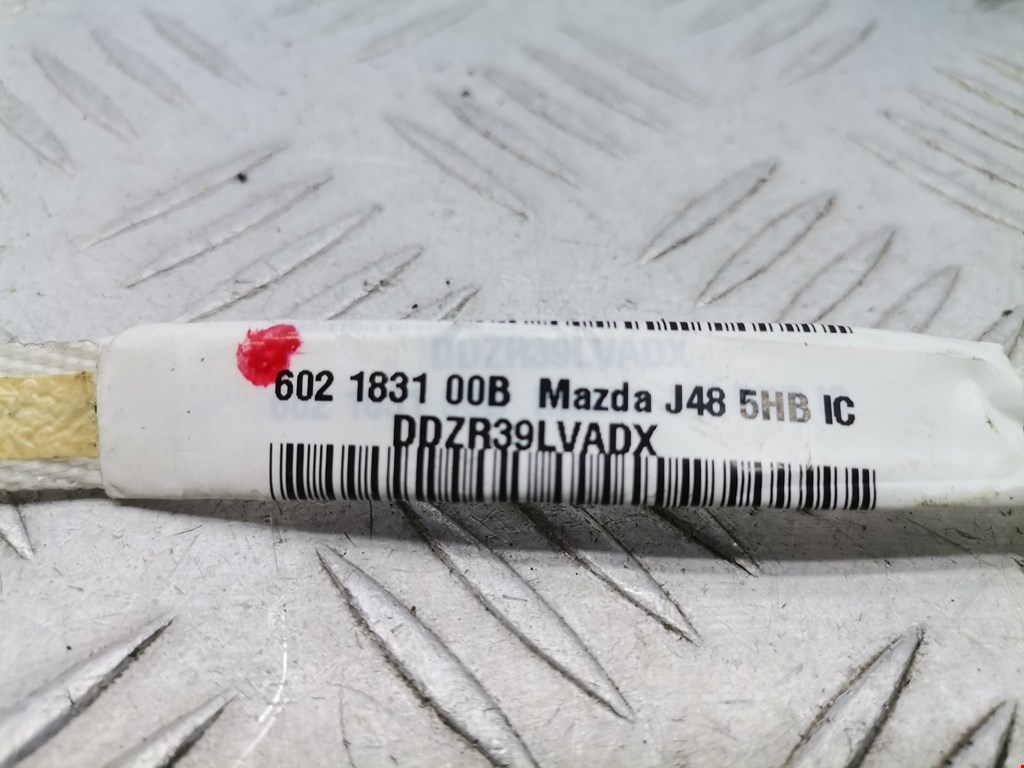 602 1831 00B Mazda J48 5HB IC
DDZR39LVADX